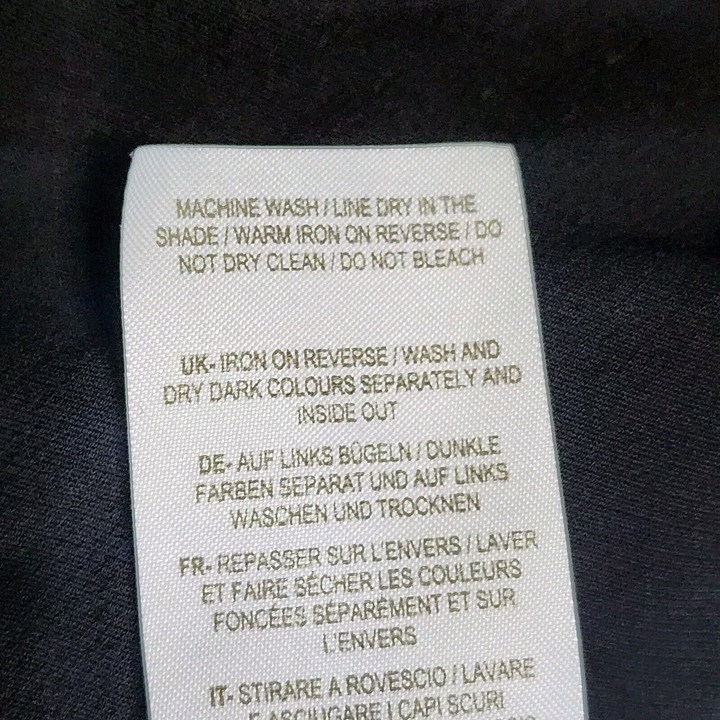 MACHINE WASH / LINE DRY IN THE
SHADE / WARM IRON ON REVERSE / DO
NOT DRY CLEAN / DO NOT BLEACH
UK- IRON ON REVERSE / WASH AND
DRY DARK COLOURS SEPARATELY AND
INSIDE OUT
DE- AUF LINKS BÜGELN / DUNKLE
FARBEN SEPARAT UND AUF LINKS
WASCHEN UND TROCKNEN
FR- REPASSER SUR L'ENVERS / LAVER
ET FAIRE SÉCHER LES COULEURS
FONCÉES SÉPARÉMENT ET SUR
L'ENVERS
IT- STIRARE A ROVESCIO / LAVARE
E ASCIUGARE I CAPI SCURI